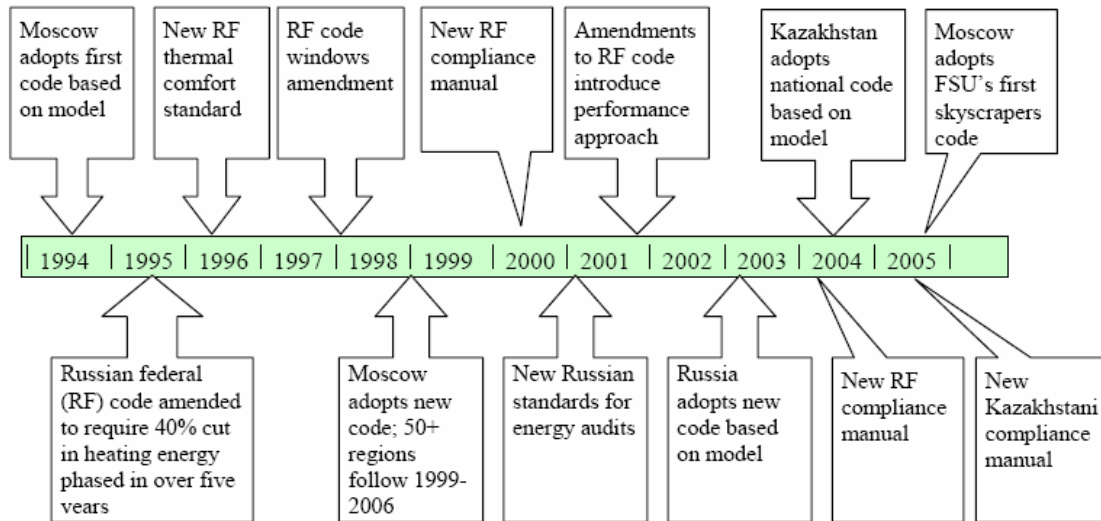 Moscow
adopts first
code based
on model
New RF
thermal
comfort
standard
RF code
windows
amendment
New RF
compliance
manual
Amendments
to RF code
introduce
performance
approach
Kazakhstan
adopts
national code
based on
model
Moscow
adopts
FSU's first
skyscrapers
code
1994 1995 1996 1997 1998 1999 2000 2001 2002 2003 2004 2005
Russian federal
(RF) code amended
to require 40% cut
in heating energy
phased in over five
years
Moscow
adopts new
code; 50+
regions
follow 1999-
2006
New Russian
standards for
energy audits
Russia
adopts new
code based
on model
New RF
compliance
manual
New
Kazakhstani
compliance
manual